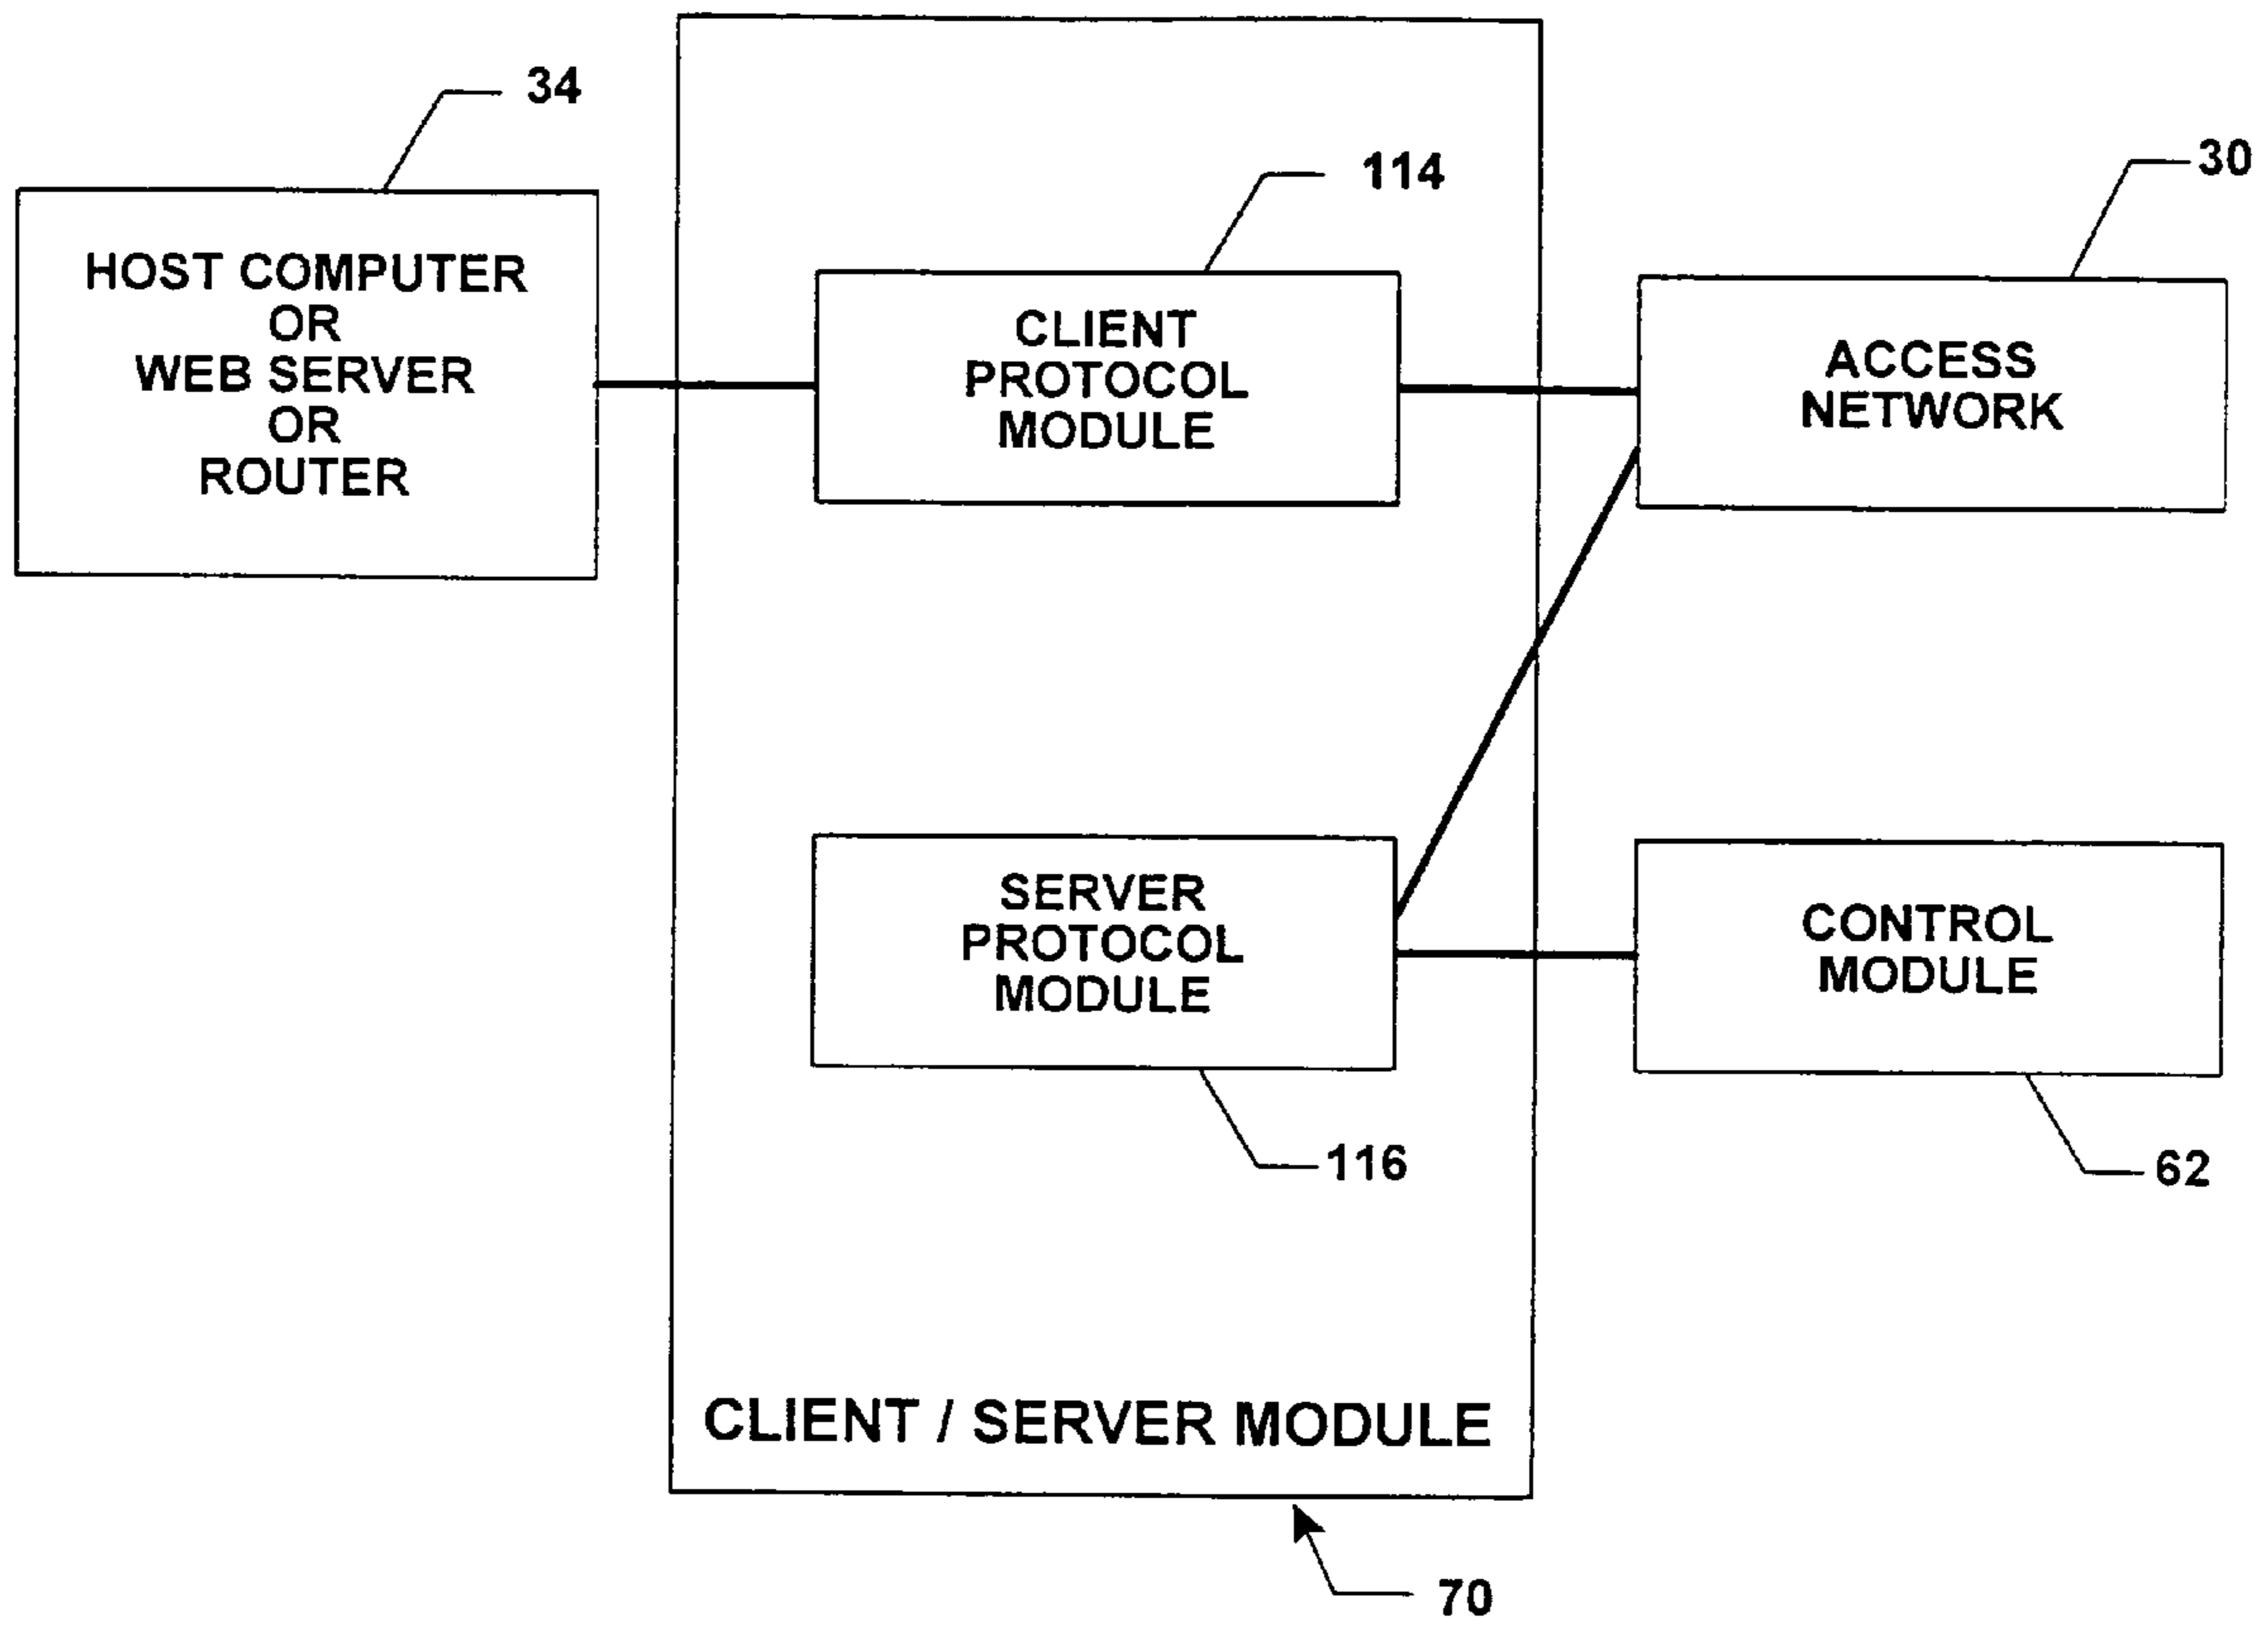 34
HOST COMPUTER
OR
WEB SERVER
OR
ROUTER
114
CLIENT
PROTOCOL
MODULE
30
ACCESS
NETWORK
SERVER
PROTOCOL
MODULE
116
CONTROL
MODULE
62
CLIENT / SERVER MODULE
70